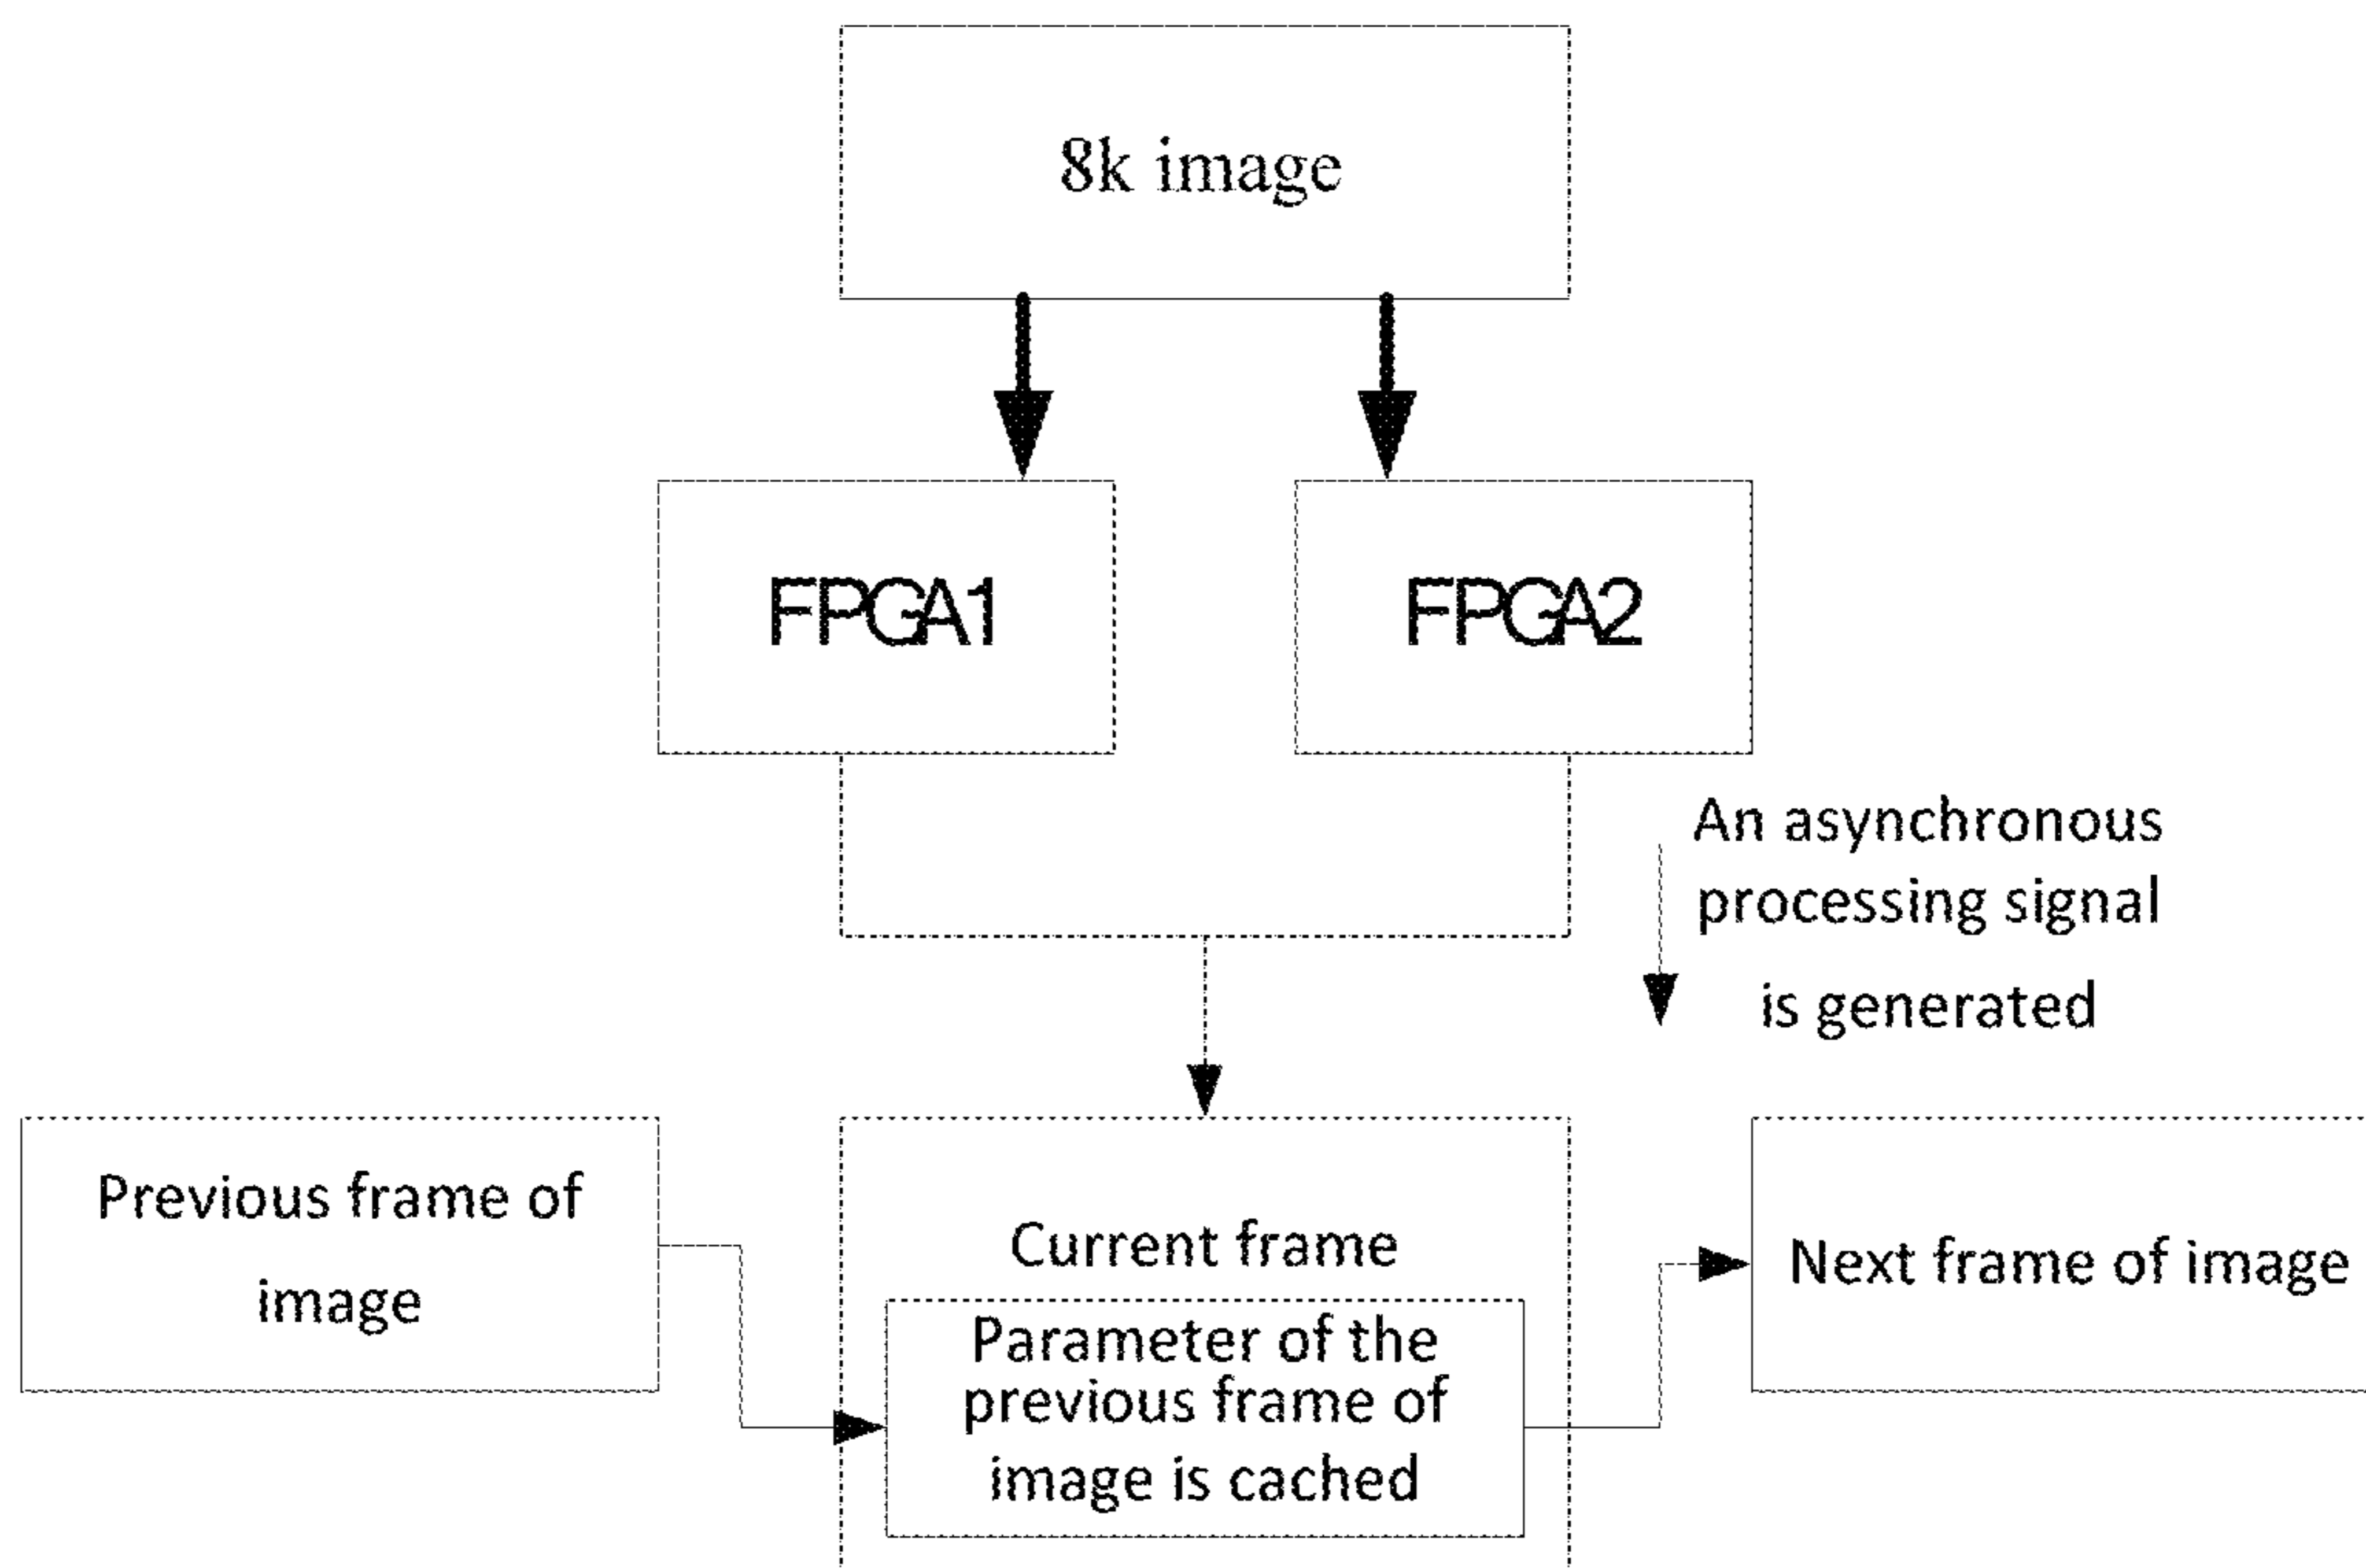 8k image
FPGA1
FPGA2
An asynchronous
processing signal
is generated
Previous frame of
image
Current frame
Parameter of the
previous frame of
image is cached
Next frame of image